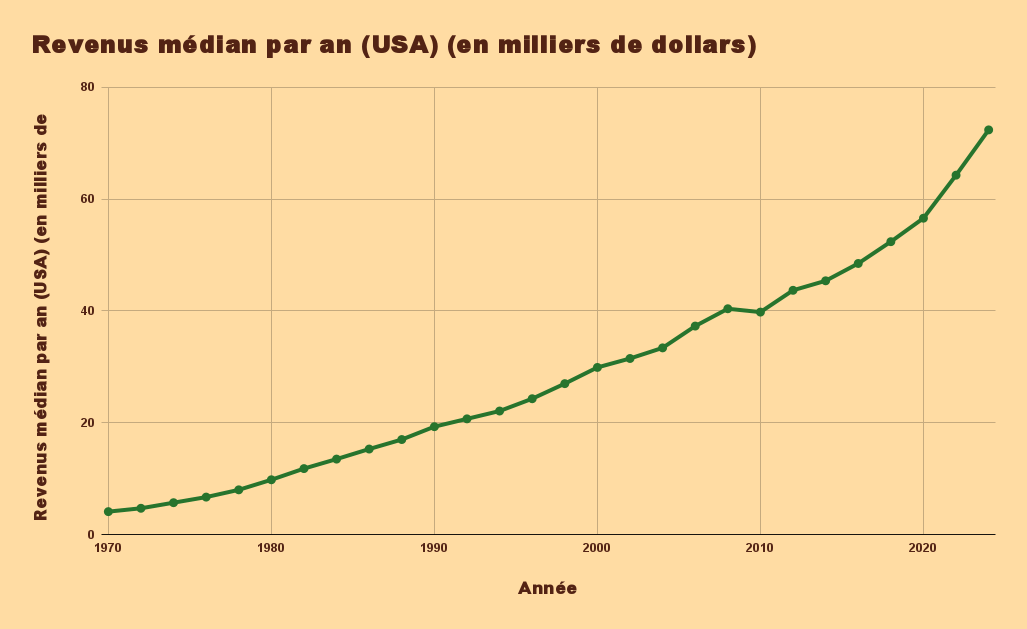 Revenus médian par an (USA) (en milliers de dollars)
Revenus médian par an (USA) (en milliers de
80
60
40
20
0
1970 1980 1990 2000 2010 2020
Année